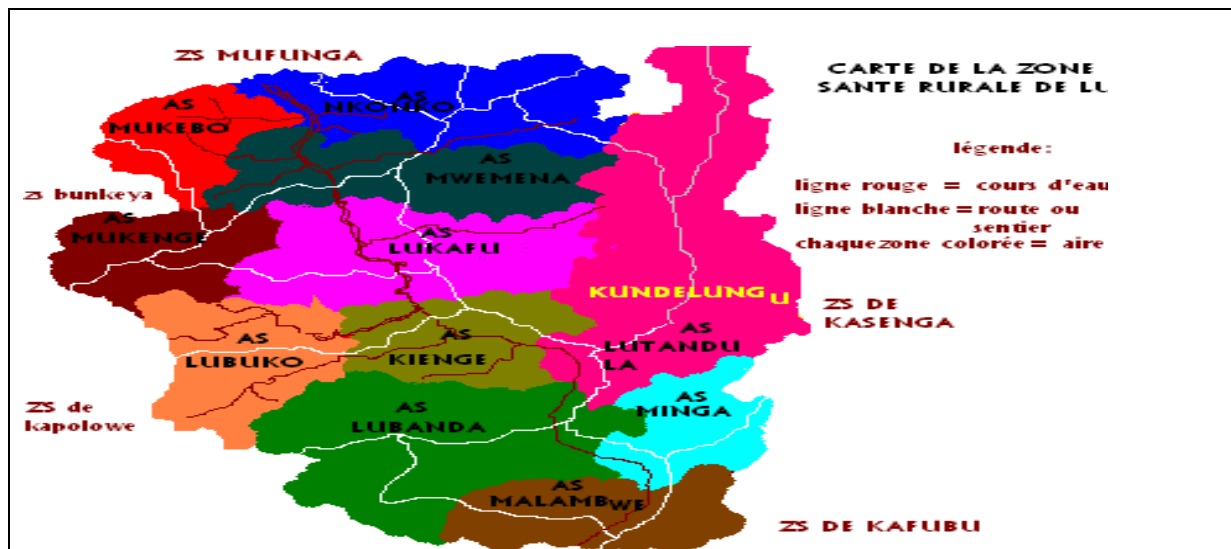 ZS MUFUNGA
CARTE DE LA ZONE
SANTE RURALE DE LU
AS
NKONKO
AS
MUKEBO
légende:
AS
MWEMENA
zs bunkeya
ligne rouge = cours d'eau
ligne blanche = route ou
sentier
chaque zone colorée = aire
AS
MUKENGE
AS
LUKAFU
KUNDELUNGU
ZS DE
KASENGA
AS
LUTANDU
LA
AS
LUBUKO
AS
KIENGE
ZS de
kapolowe
AS
LUBANDA
AS
MINGA
AS
MALAMBWE
ZS DE KAFUBU